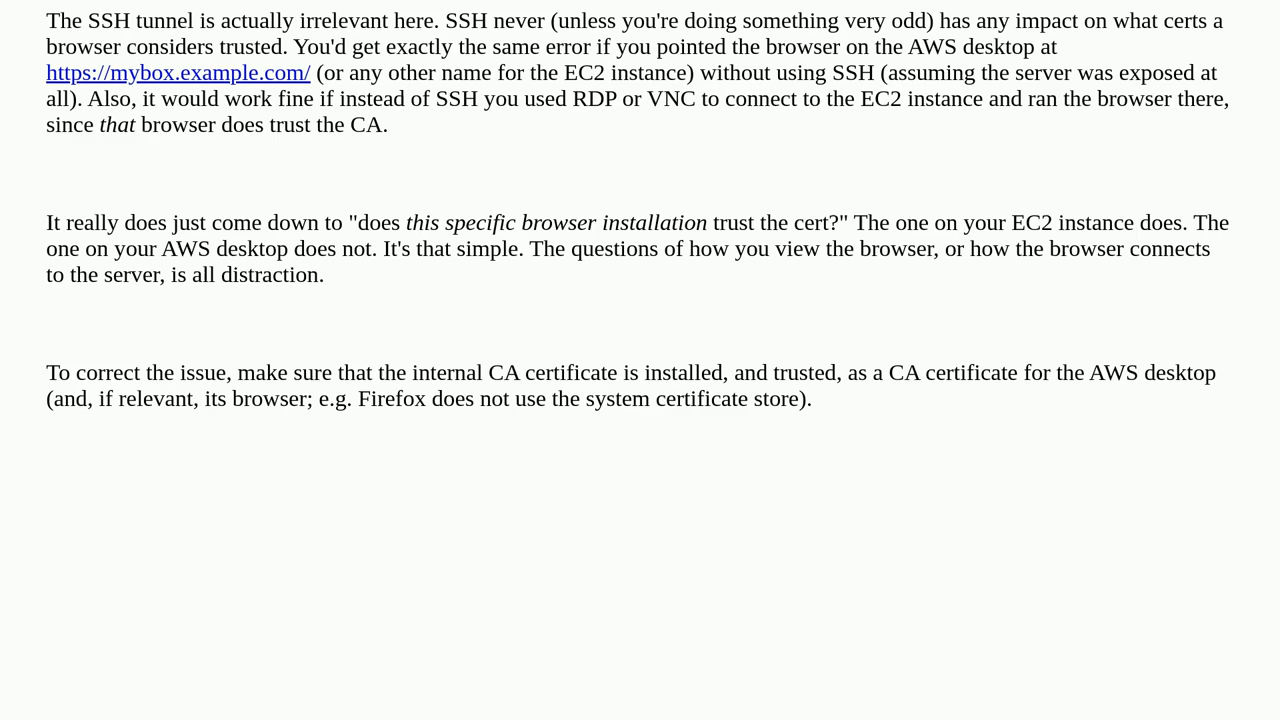 The SSH tunnel is actually irrelevant here. SSH never (unless you're doing something very odd) has any impact on what certs a
browser considers trusted. You'd get exactly the same error if you pointed the browser on the AWS desktop at
https://mybox.example.com/ (or any other name for the EC2 instance) without using SSH (assuming the server was exposed at
all). Also, it would work fine if instead of SSH you used RDP or VNC to connect to the EC2 instance and ran the browser there,
since that browser does trust the CA.
It really does just come down to "does this specific browser installation trust the cert?" The one on your EC2 instance does. The
one on your AWS desktop does not. It's that simple. The questions of how you view the browser, or how the browser connects
to the server, is all distraction.
To correct the issue, make sure that the internal CA certificate is installed, and trusted, as a CA certificate for the AWS desktop
(and, if relevant, its browser; e.g. Firefox does not use the system certificate store).